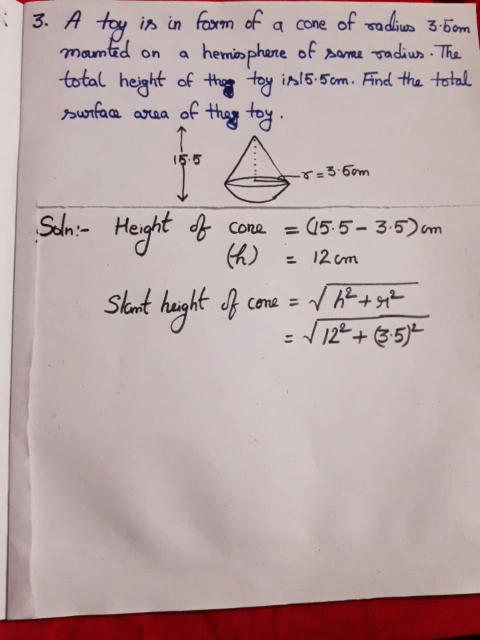 3. A toy is in form of a cone of radius 3.5cm
mounted on a hemisphere of same radius. The
total height of the toy is 15.5cm. Find the total
surface area of the toy.
15.5
r = 3.5cm
Soln:- Height of cone = (15.5 - 3.5) cm
(h) = 12 cm
Slant height of cone = √h² + r²
= √12² + (3.5)²